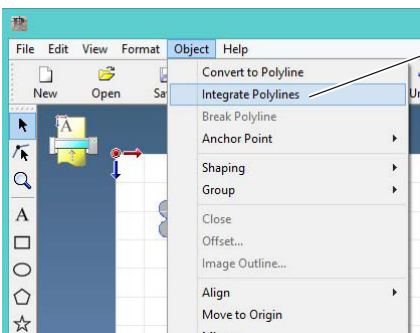 File Edit View Format Object Help
New Open Sa
Convert to Polyline
Integrate Polylines
Break Polyline
Anchor Point
Shaping
Group
Close
Offset...
Image Outline...
Align
Move to Origin
A
A